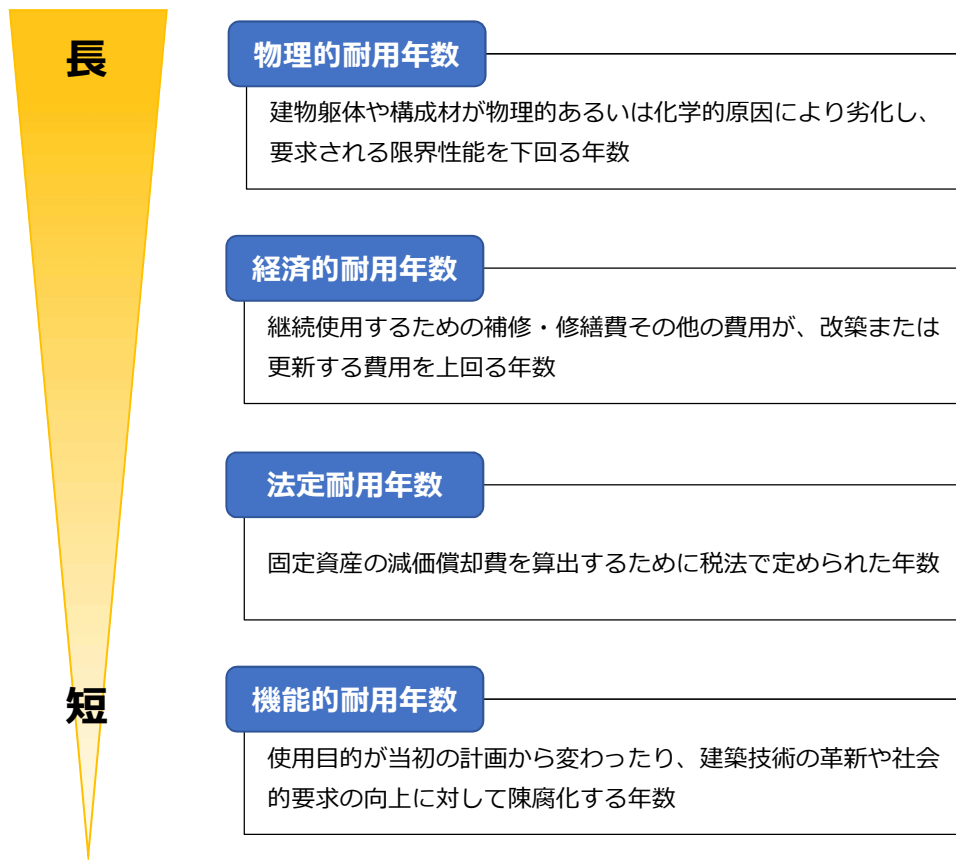 長
物理的耐用年数
建物躯体や構成材が物理的あるいは化学的原因により劣化し、
要求される限界性能を下回る年数
経済的耐用年数
継続使用するための補修・修繕費その他の費用が、改築または
更新する費用を上回る年数
法定耐用年数
固定資産の減価償却費を算出するために税法で定められた年数
短
機能的耐用年数
使用目的が当初の計画から変わったり、建築技術の革新や社会
的要求の向上に対して陳腐化する年数